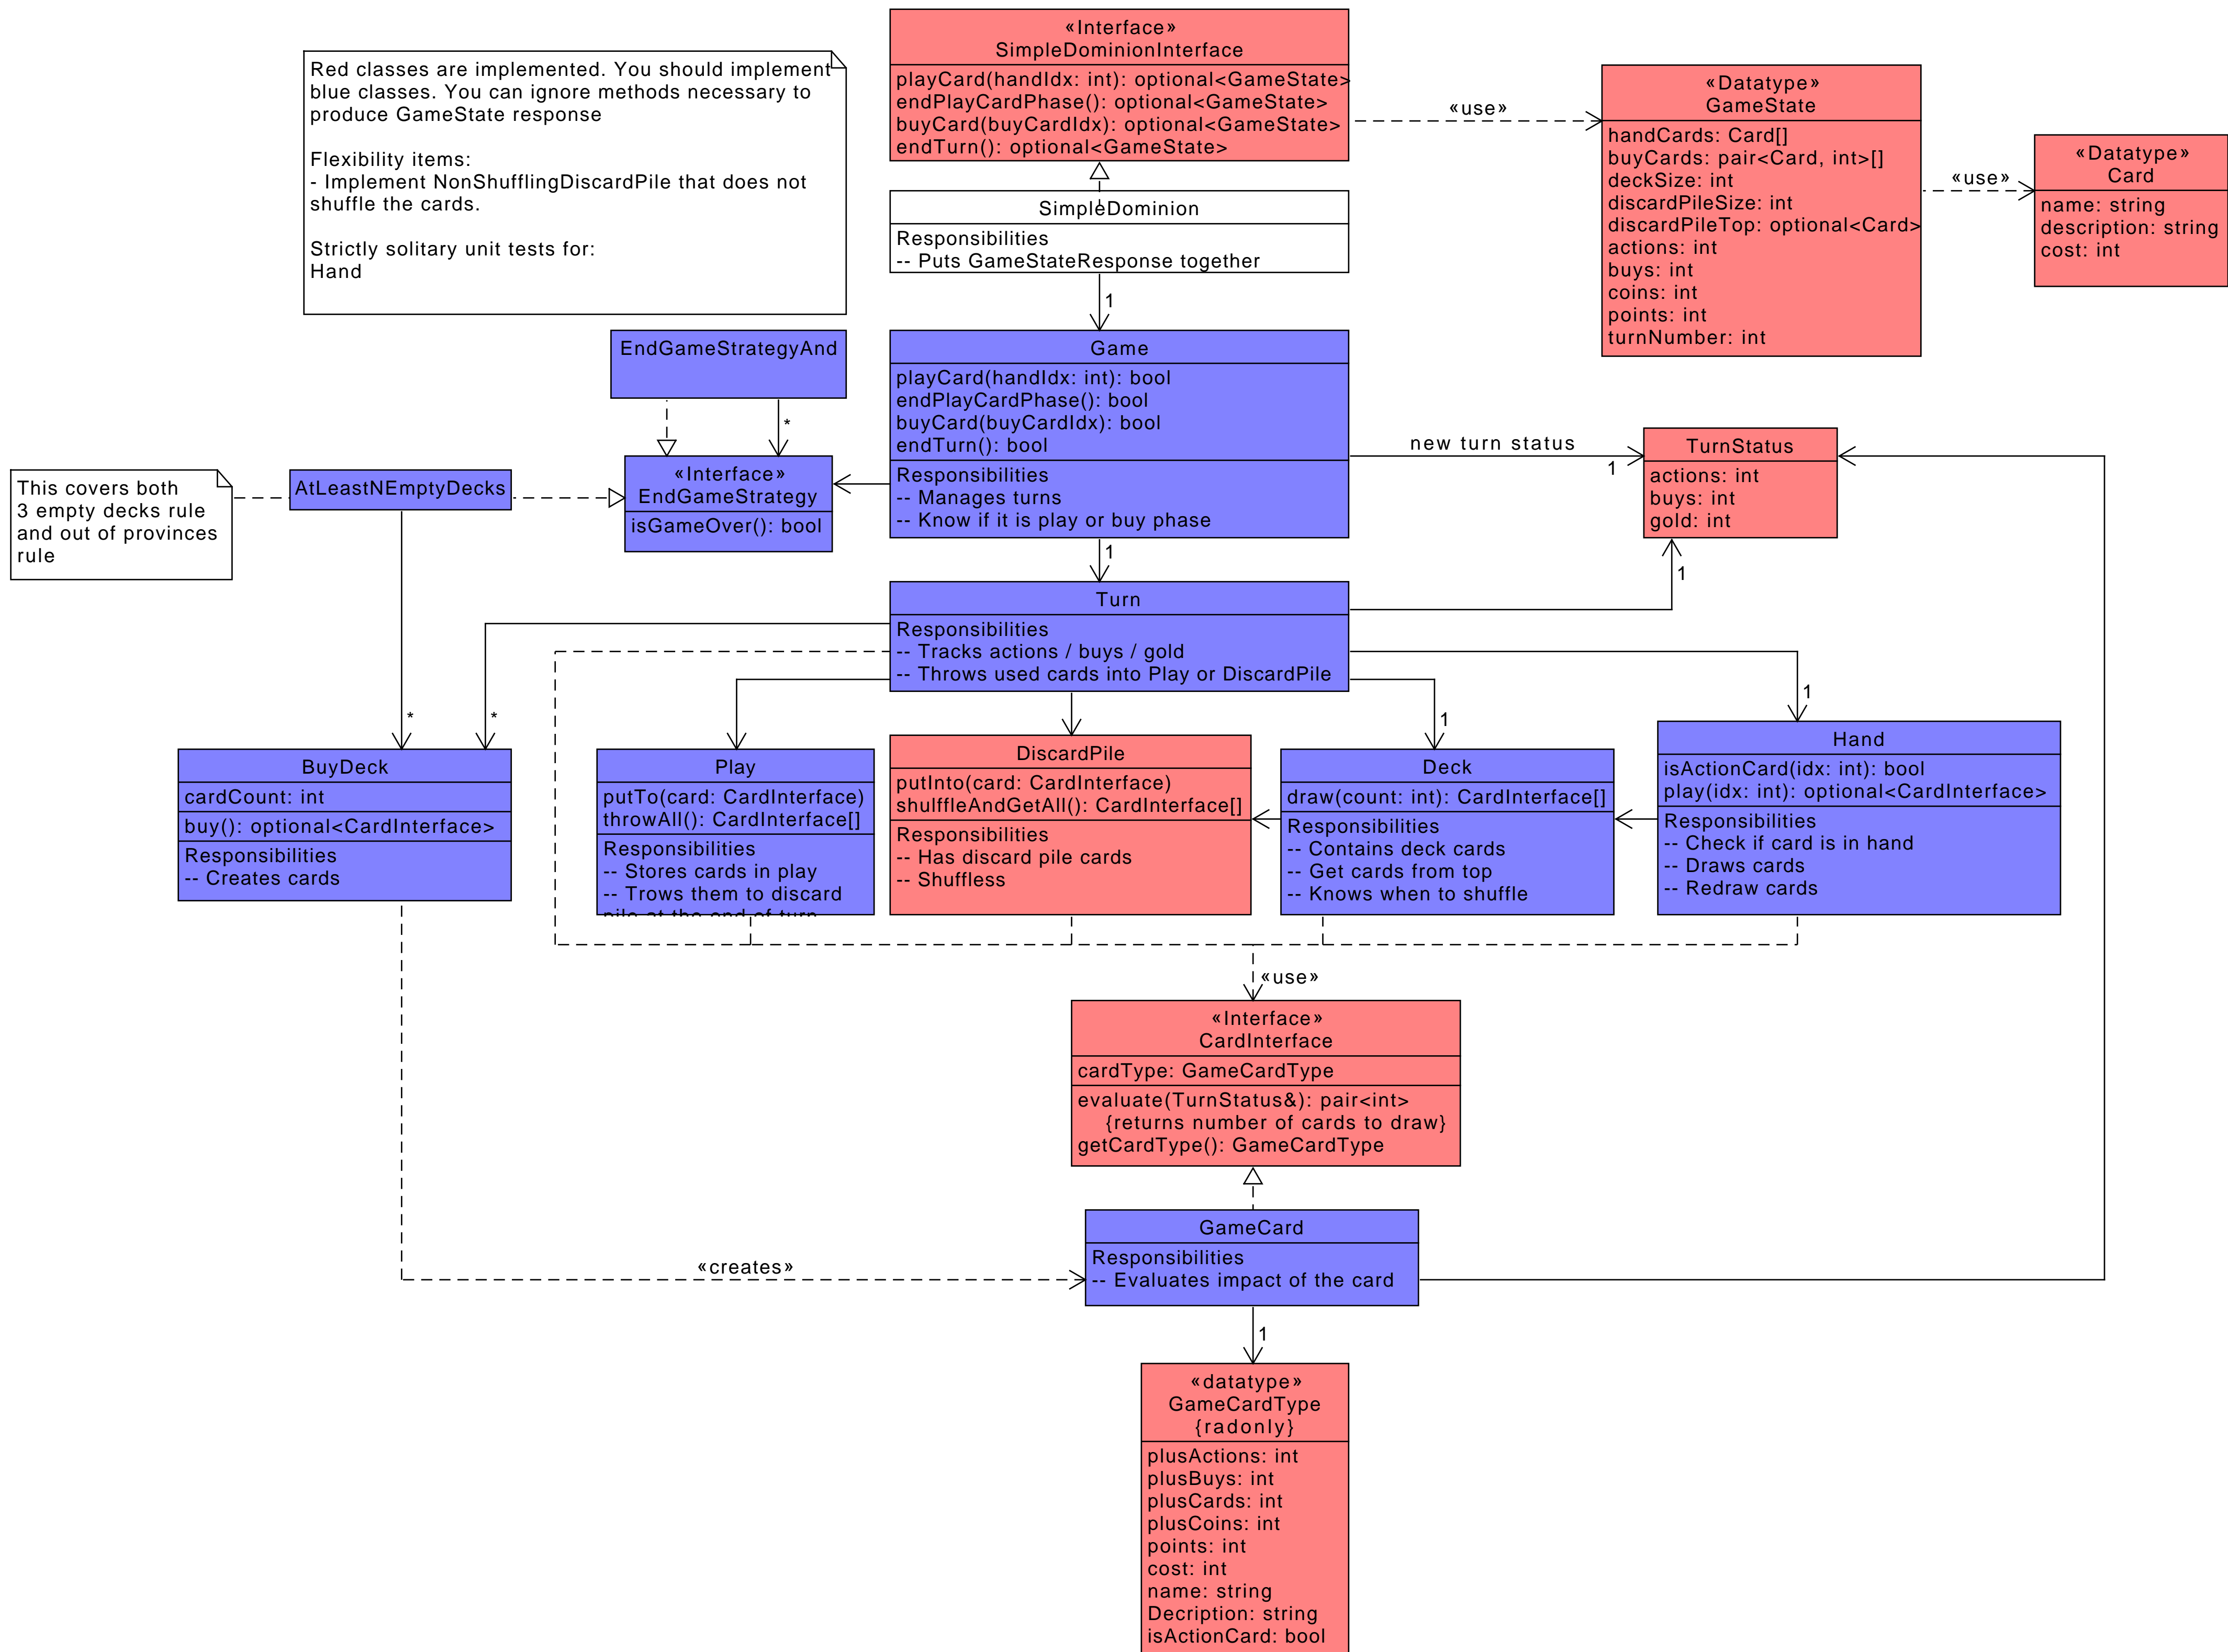 «Interface»
SimpleDominionInterface
playCard(handIdx: int): optional<GameState>
endPlayCardPhase(): optional<GameState>
buyCard(buyCardIdx): optional<GameState>
endTurn(): optional<GameState>
Red classes are implemented. You should implement
blue classes. You can ignore methods necessary to
produce GameState response
Flexibility items:
- Implement NonShufflingDiscardPile that does not
shuffle the cards.
Strictly solitary unit tests for:
Hand
«use»
«Datatype»
GameState
handCards: Card[]
buyCards: pair<Card, int>[]
deckSize: int
discardPileSize: int
discardPileTop: optional<Card>
actions: int
buys: int
coins: int
points: int
turnNumber: int
«use»
«Datatype»
Card
name: string
description: string
cost: int
SimpleDominion
Responsibilities
-- Puts GameStateResponse together
1
EndGameStrategyAnd
*
Game
playCard(handIdx: int): bool
endPlayCardPhase(): bool
buyCard(buyCardIdx): bool
endTurn(): bool
Responsibilities
-- Manages turns
-- Know if it is play or buy phase
new turn status
1
TurnStatus
actions: int
buys: int
gold: int
This covers both
3 empty decks rule
and out of provinces
rule
AtLeastNEmptyDecks
«Interface»
EndGameStrategy
isGameOver(): bool
1
1
Turn
Responsibilities
-- Tracks actions / buys / gold
-- Throws used cards into Play or DiscardPile
*
*
1
1
BuyDeck
cardCount: int
buy(): optional<CardInterface>
Responsibilities
-- Creates cards
Play
putTo(card: CardInterface)
throwAll(): CardInterface[]
Responsibilities
-- Stores cards in play
-- Trows them to discard
pile at the end of turn
DiscardPile
putInto(card: CardInterface)
shulffleAndGetAll(): CardInterface[]
Responsibilities
-- Has discard pile cards
-- Shuffless
Deck
draw(count: int): CardInterface[]
Responsibilities
-- Contains deck cards
-- Get cards from top
-- Knows when to shuffle
Hand
isActionCard(idx: int): bool
play(idx: int): optional<CardInterface>
Responsibilities
-- Check if card is in hand
-- Draws cards
-- Redraw cards
«use»
«Interface»
CardInterface
cardType: GameCardType
evaluate(TurnStatus&): pair<int>
{returns number of cards to draw}
getCardType(): GameCardType
«creates»
GameCard
Responsibilities
-- Evaluates impact of the card
1
«datatype»
GameCardType
{radonly}
plusActions: int
plusBuys: int
plusCards: int
plusCoins: int
points: int
cost: int
name: string
Decription: string
isActionCard: bool